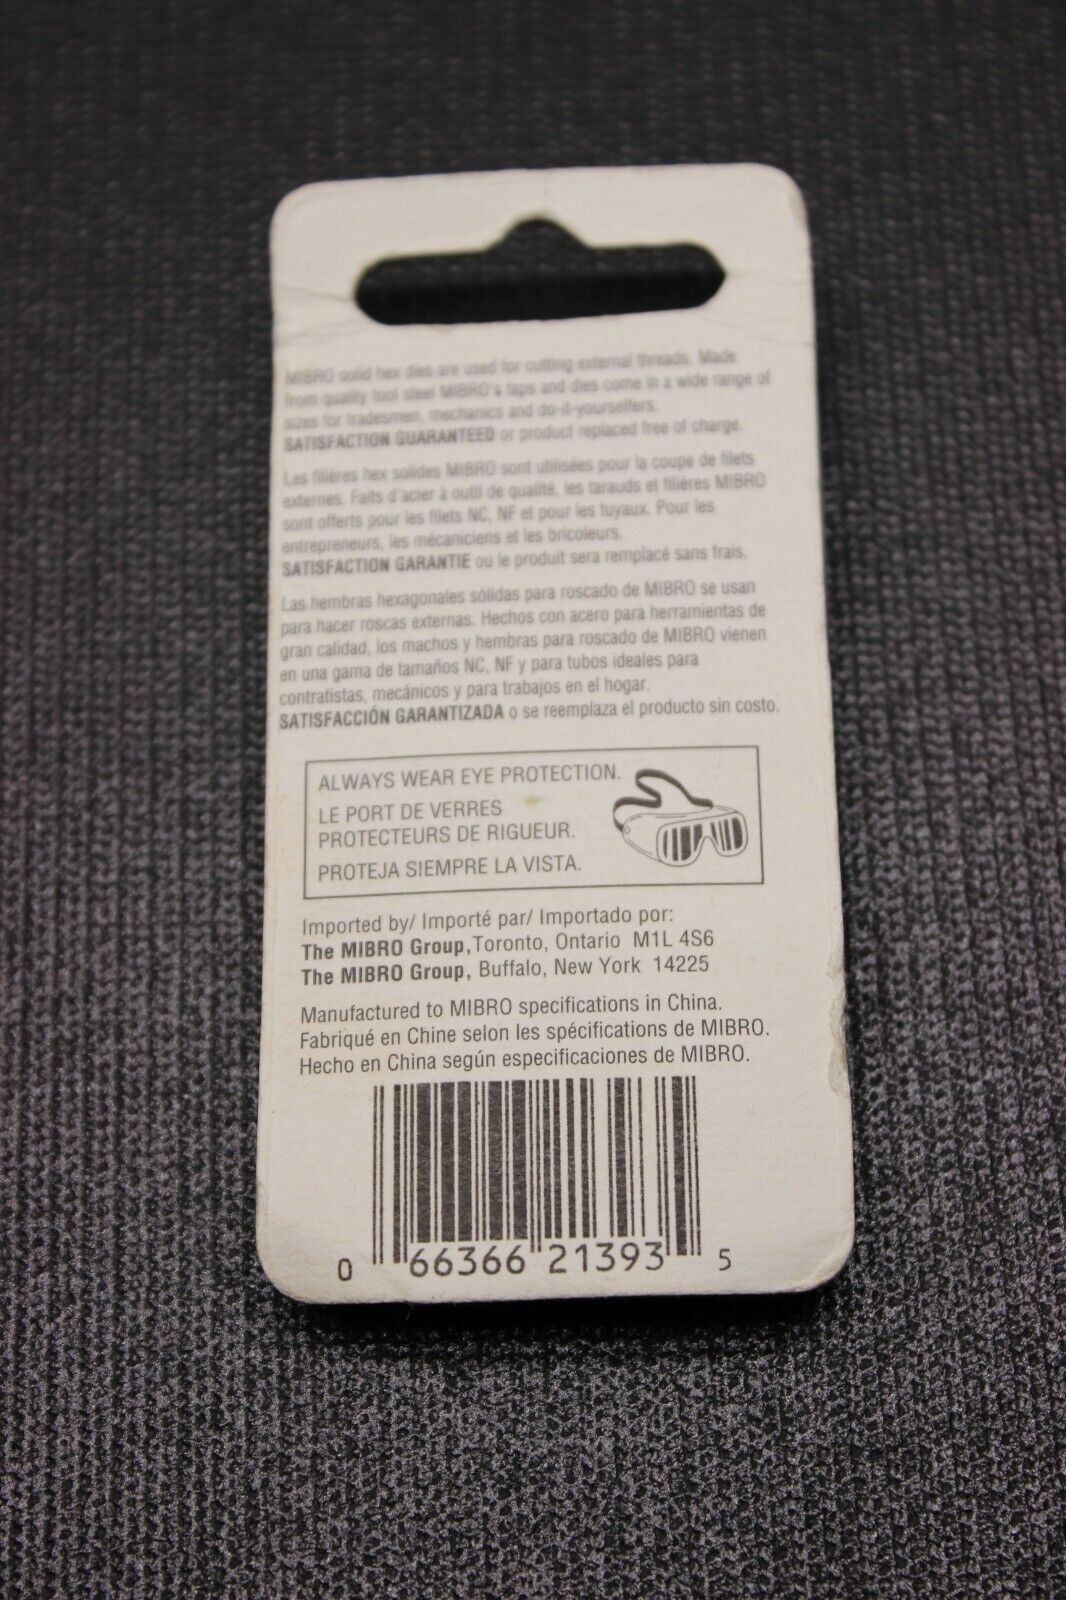 MIBRO solid hex dies are used for cutting external threads. Made
from quality tool steel MIBRO's taps and dies come in a wide range of
sizes for tradesmen, mechanics and do-it-yourselfers.
SATISFACTION GUARANTEED or product replaced free of charge.
Les filières hex solides MIBRO sont utilisées pour la coupe de filets
externes. Faits d'acier à outil de qualité, les tarauds et filières MIBRO
sont offerts pour les filets NC, NF et pour les tuyaux. Pour les
entrepreneurs, les mécaniciens et les bricoleurs.
SATISFACTION GARANTIE ou le produit sera remplacé sans frais.
Las hembras hexagonales sólidas para roscado de MIBRO se usan
para hacer roscas externas. Hechos con acero para herramientas de
gran calidad, los machos y hembras para roscado de MIBRO vienen
en una gama de tamaños NC, NF y para tubos ideales para
contratistas, mecánicos y para trabajos en el hogar.
SATISFACCIÓN GARANTIZADA o se reemplaza el producto sin costo.
ALWAYS WEAR EYE PROTECTION.
LE PORT DE VERRES
PROTECTEURS DE RIGUEUR.
PROTEJA SIEMPRE LA VISTA.
Imported by/ Importé par/ Importado por:
The MIBRO Group, Toronto, Ontario M1L 4S6
The MIBRO Group, Buffalo, New York 14225
Manufactured to MIBRO specifications in China.
Fabriqué en Chine selon les spécifications de MIBRO.
Hecho en China según especificaciones de MIBRO.
0 66366 21393 5